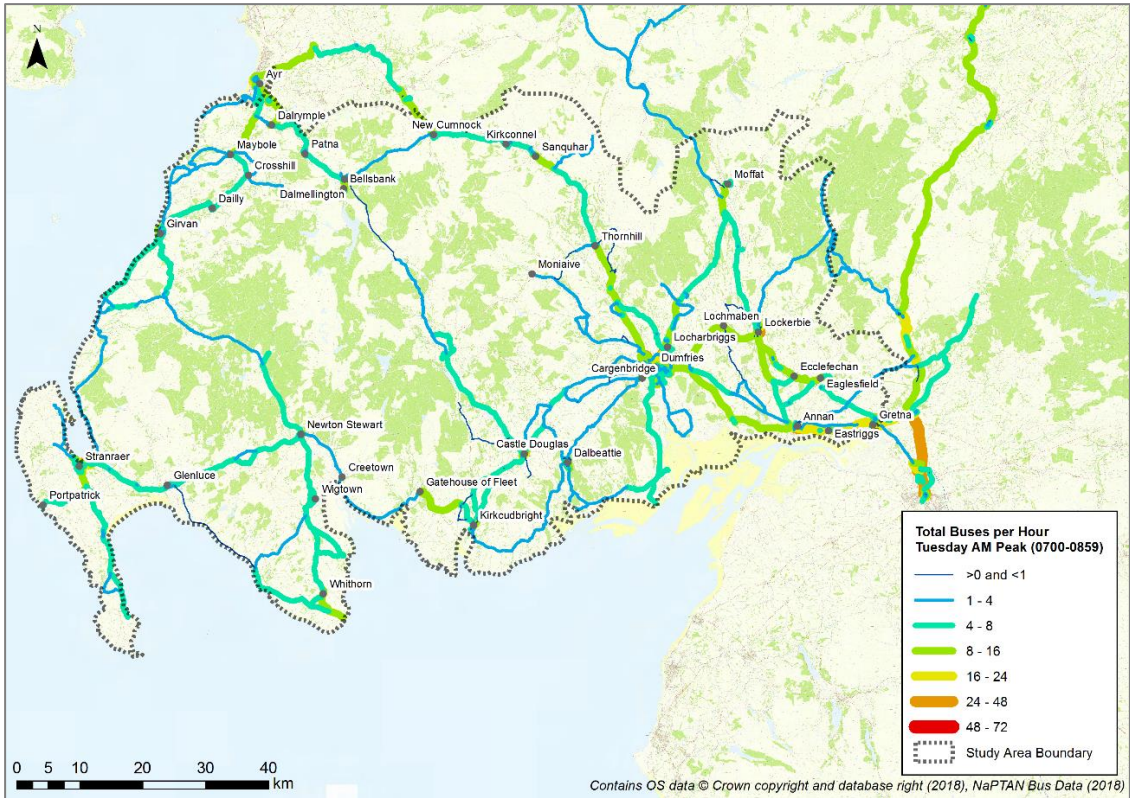 N
Ayr
Dalrymple
New Cumnock
Kirkconnel
Maybole
Patna
Sanquhar
Crosshill
Bellsbank
Moffat
Dalmellington
Dailly
Girvan
Thornhill
Moniaive
Lochmaben
Lockerbie
Locharbriggs
Dumfries
Cargenbridge
Ecclefechan
Eaglesfield
Annan
Gretna
Eastriggs
Newton Stewart
Castle Douglas
Dalbeattie
Stranraer
Glenluce
Creetown
Gatehouse of Fleet
Portpatrick
Wigtown
Kirkcudbright
Whithorn
Total Buses per Hour
Tuesday AM Peak (0700-0859)
>0 and <1
1 - 4
4 - 8
8 - 16
16 - 24
24 - 48
48 - 72
Study Area Boundary
0 5 10 20 30 40
km
Contains OS data © Crown copyright and database right (2018), NaPTAN Bus Data (2018)